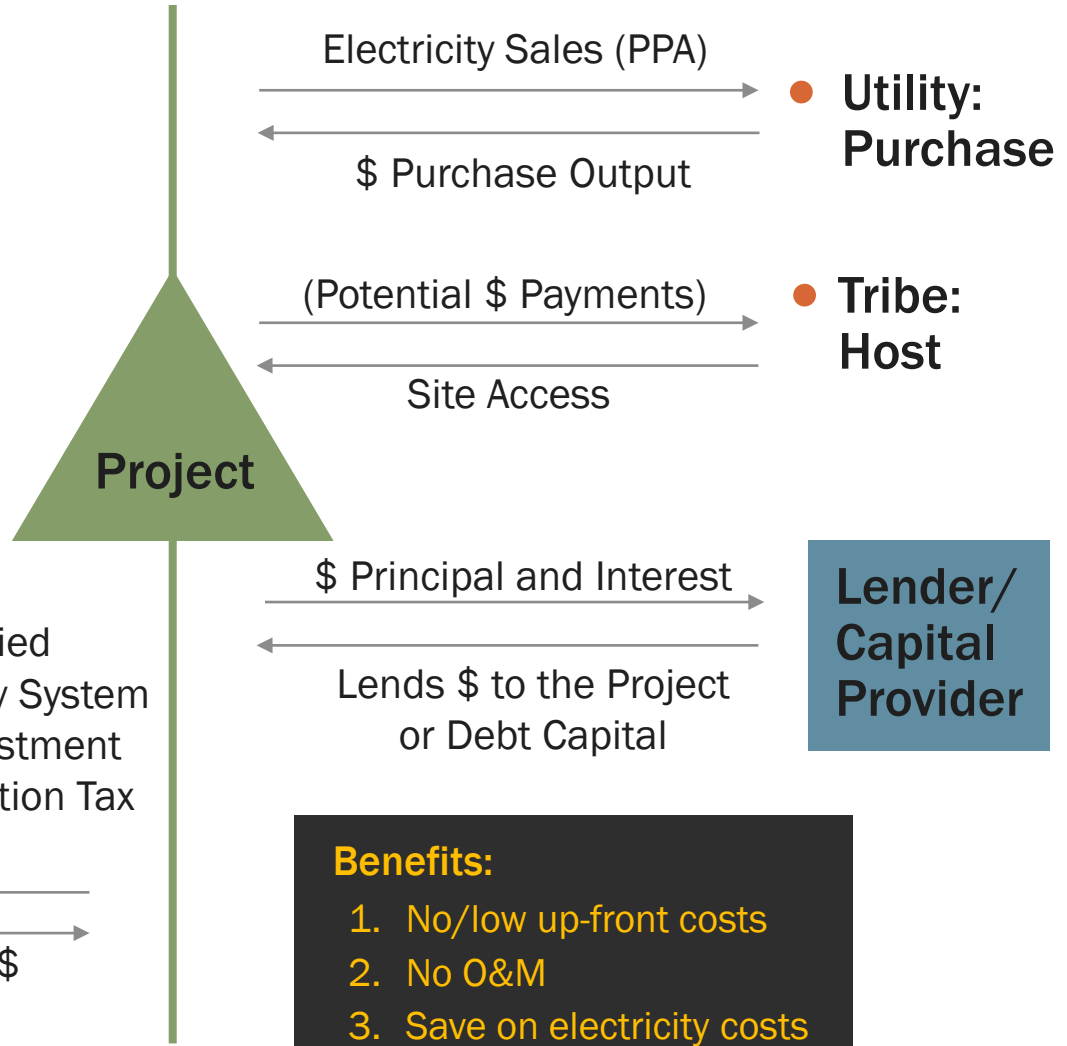 Electricity Sales (PPA)
Utility:
Purchase
$ Purchase Output
(Potential $ Payments)
Tribe:
Host
Site Access
Project
$ Principal and Interest
Lender/
Capital
Provider
Lends $ to the Project
or Debt Capital
System
Tax
$
Benefits:
1. No/low up-front costs
2. No O&M
3. Save on electricity costs